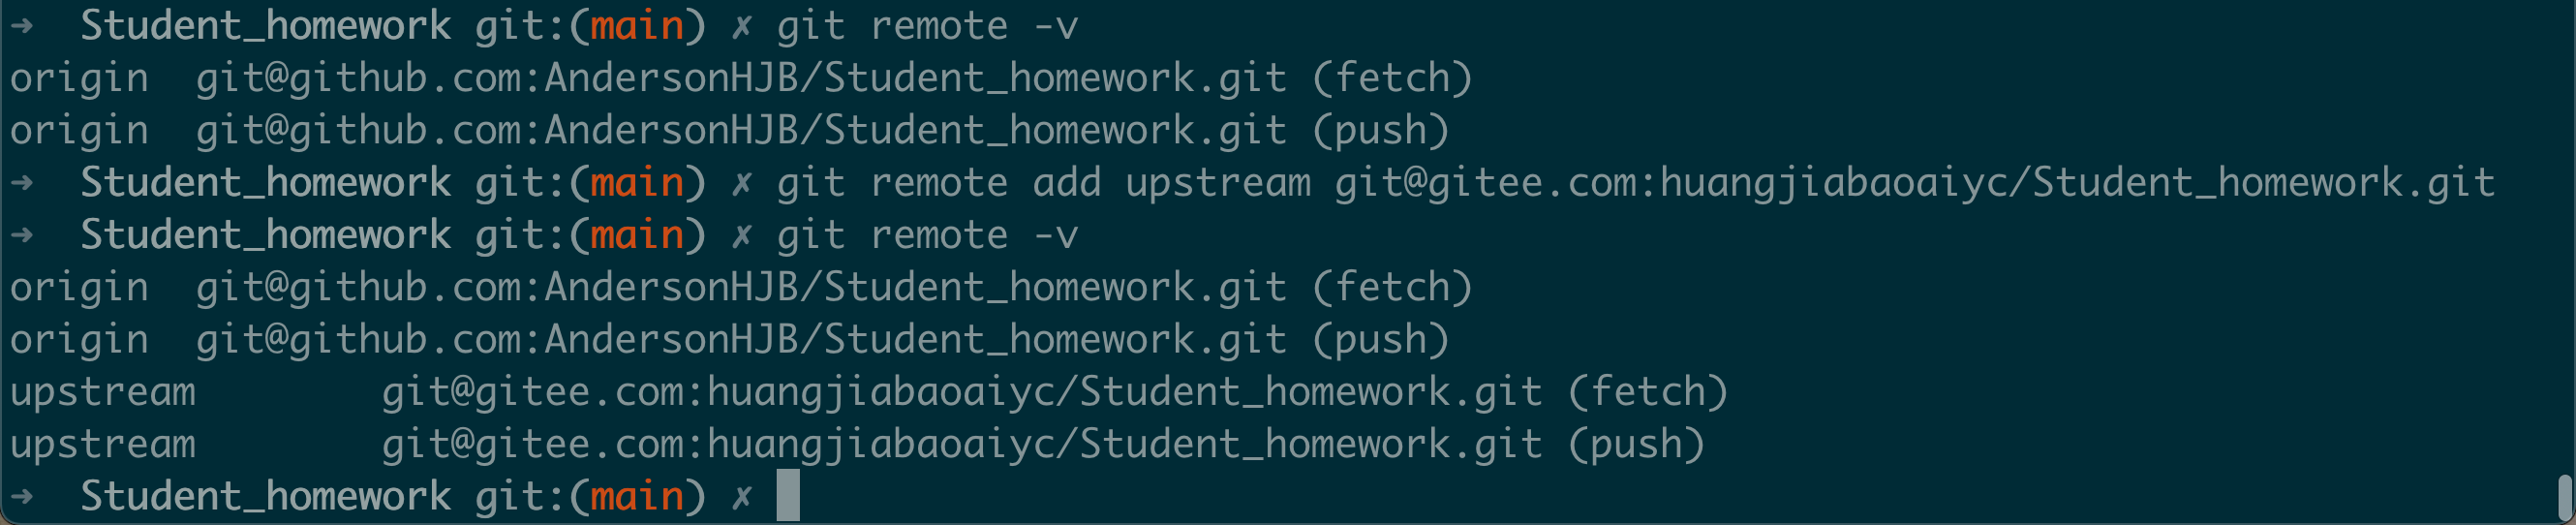 ➜  Student_homework git:(main) ✗ git remote -v
origin  git@github.com:AndersonHJB/Student_homework.git (fetch)
origin  git@github.com:AndersonHJB/Student_homework.git (push)
➜  Student_homework git:(main) ✗ git remote add upstream git@gitee.com:huangjiabaoaiyc/Student_homework.git
➜  Student_homework git:(main) ✗ git remote -v
origin  git@github.com:AndersonHJB/Student_homework.git (fetch)
origin  git@github.com:AndersonHJB/Student_homework.git (push)
upstream        git@gitee.com:huangjiabaoaiyc/Student_homework.git (fetch)
upstream        git@gitee.com:huangjiabaoaiyc/Student_homework.git (push)
➜  Student_homework git:(main) ✗